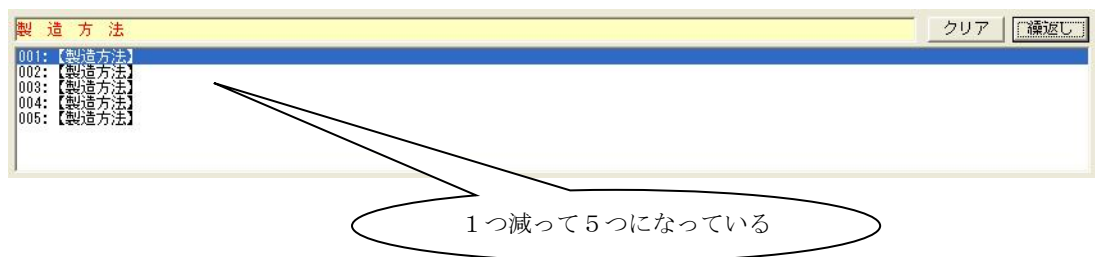 製 造 方 法
クリア
繰返し
001:【製造方法】
002:【製造方法】
003:【製造方法】
004:【製造方法】
005:【製造方法】
１つ減って５つになっている